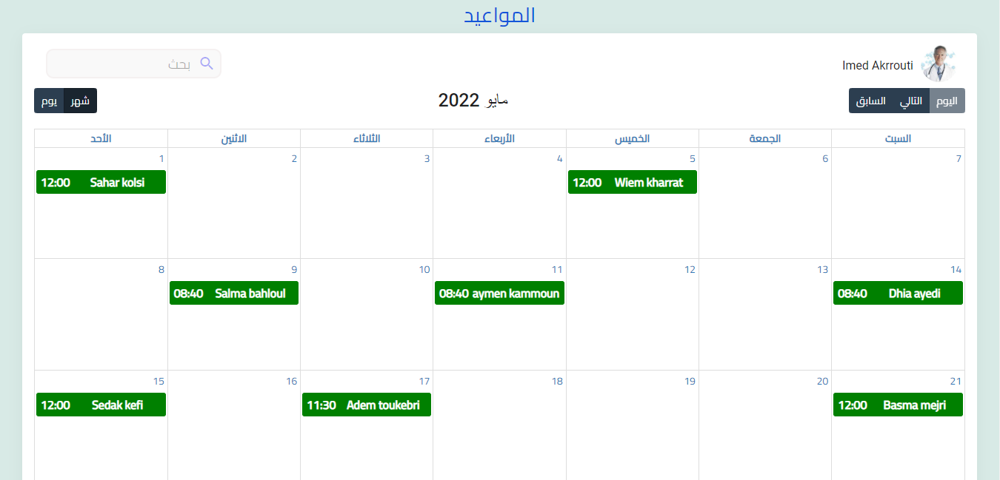 المواعيد
Imed Akrrouti
بحث
اليوم التالي السابق
مايو 2022
شهر يوم
الأحد الاثنين الثلاثاء الأربعاء الخميس الجمعة السبت
1 2 3 4 5 6 7
12:00 Sahar kolsi 12:00 Wiem kharrat
8 9 10 11 12 13 14
08:40 Salma bahloul 08:40 aymen kammoun 08:40 Dhia ayedi
15 16 17 18 19 20 21
12:00 Sedak kefi 11:30 Adem toukebri 12:00 Basma mejri